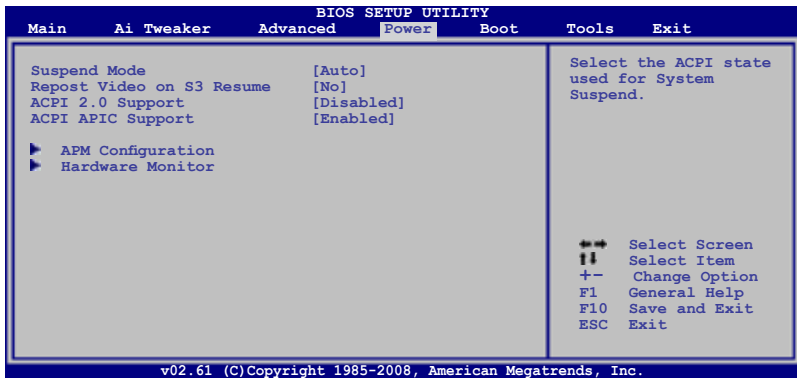 BIOS SETUP UTILITY
Main Ai Tweaker Advanced Power Boot Tools Exit
Suspend Mode [Auto]
Repost Video on S3 Resume [No]
ACPI 2.0 Support [Disabled]
ACPI APIC Support [Enabled]
APM Configuration
Hardware Monitor
Select the ACPI state
used for System
Suspend.
←→ Select Screen
↑↓ Select Item
+- Change Option
F1 General Help
F10 Save and Exit
ESC Exit
v02.61 (C)Copyright 1985-2008, American Megatrends, Inc.